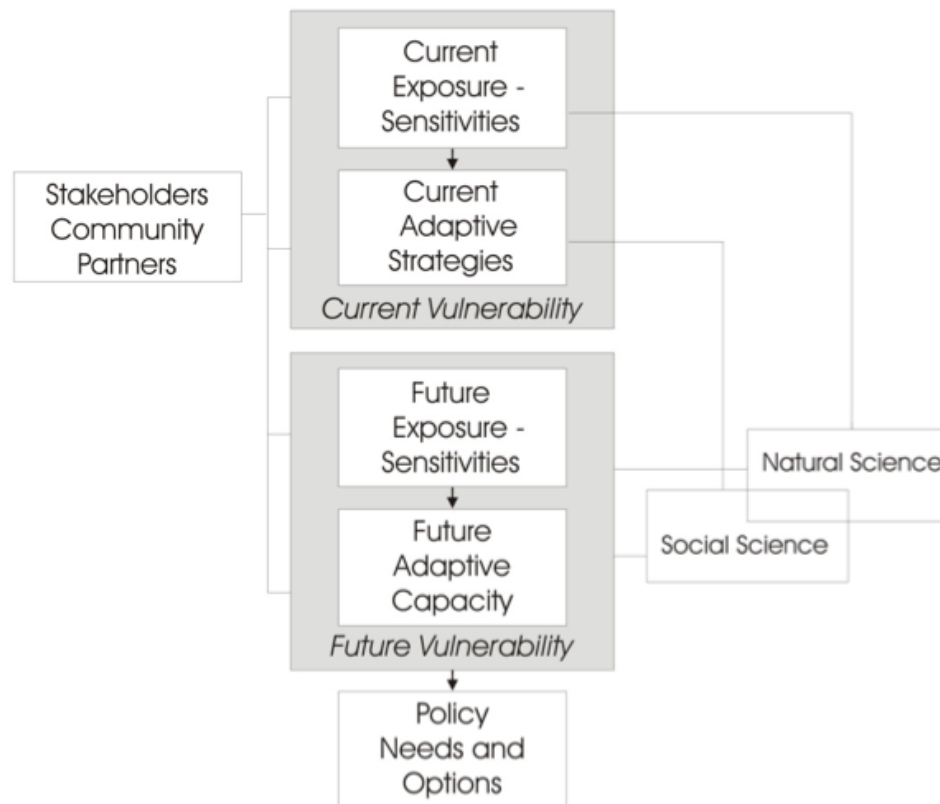 Current
Exposure -
Sensitivities
Stakeholders
Community
Partners
Current
Adaptive
Strategies
Current Vulnerability
Future
Exposure -
Sensitivities
Natural Science
Social Science
Future
Adaptive
Capacity
Future Vulnerability
Policy
Needs and
Options